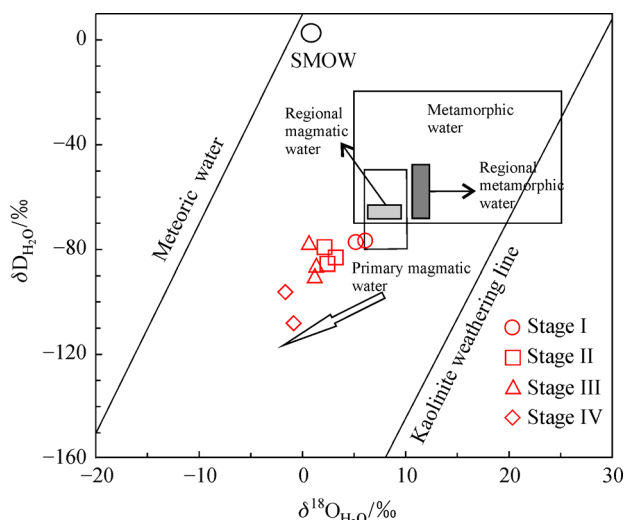 0
−40
−80
−120
−160
−20
−10
0
10
20
30
δD_H₂O/‰
δ¹⁸O_H₂O/‰
SMOW
Meteoric water
Regional
magmatic
water
Metamorphic
water
Regional
metamorphic
water
Primary magmatic
water
Kaolinite weathering line
Stage I
Stage II
Stage III
Stage IV